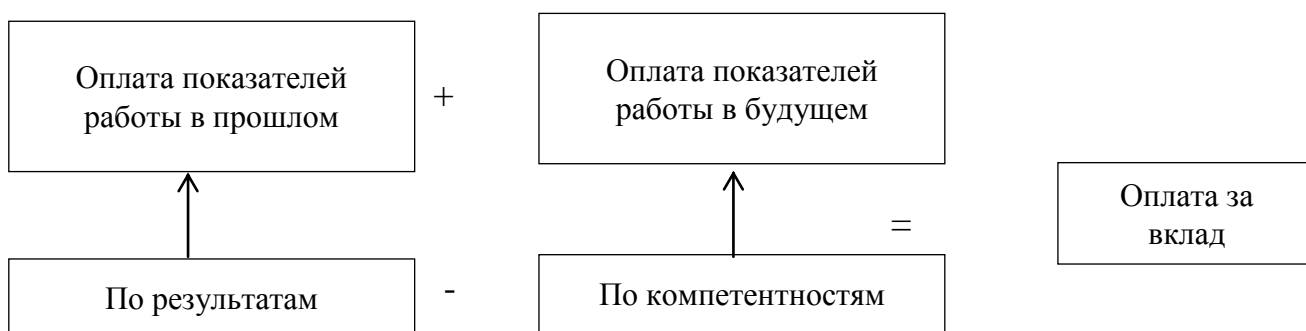 Оплата показателей
работы в прошлом
+
Оплата показателей
работы в будущем
=
Оплата за
вклад
По результатам
-
По компетентностям